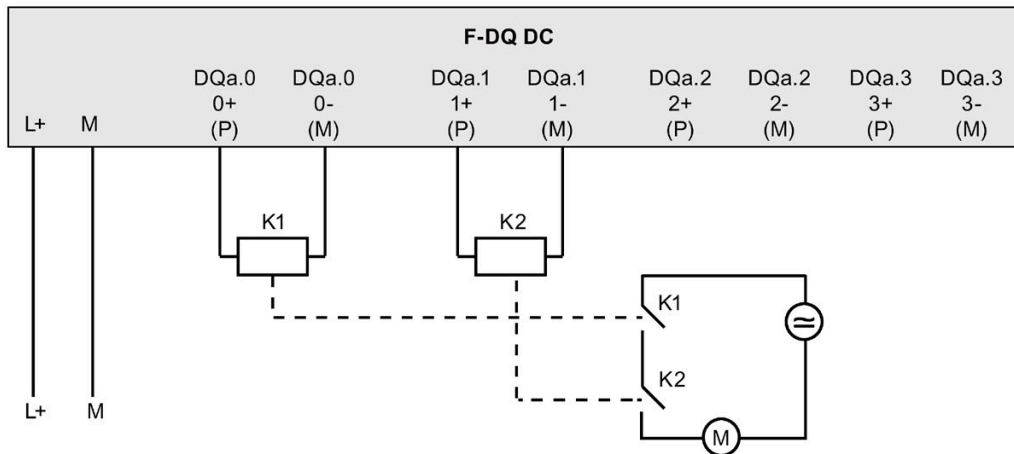 F-DQ DC
DQa.0 DQa.0 DQa.1 DQa.1 DQa.2 DQa.2 DQa.3 DQa.3
0+ 0- 1+ 1- 2+ 2- 3+ 3-
L+ M (P) (M) (P) (M) (P) (M) (P) (M)
K1 K2
K1
K2
L+ M
M